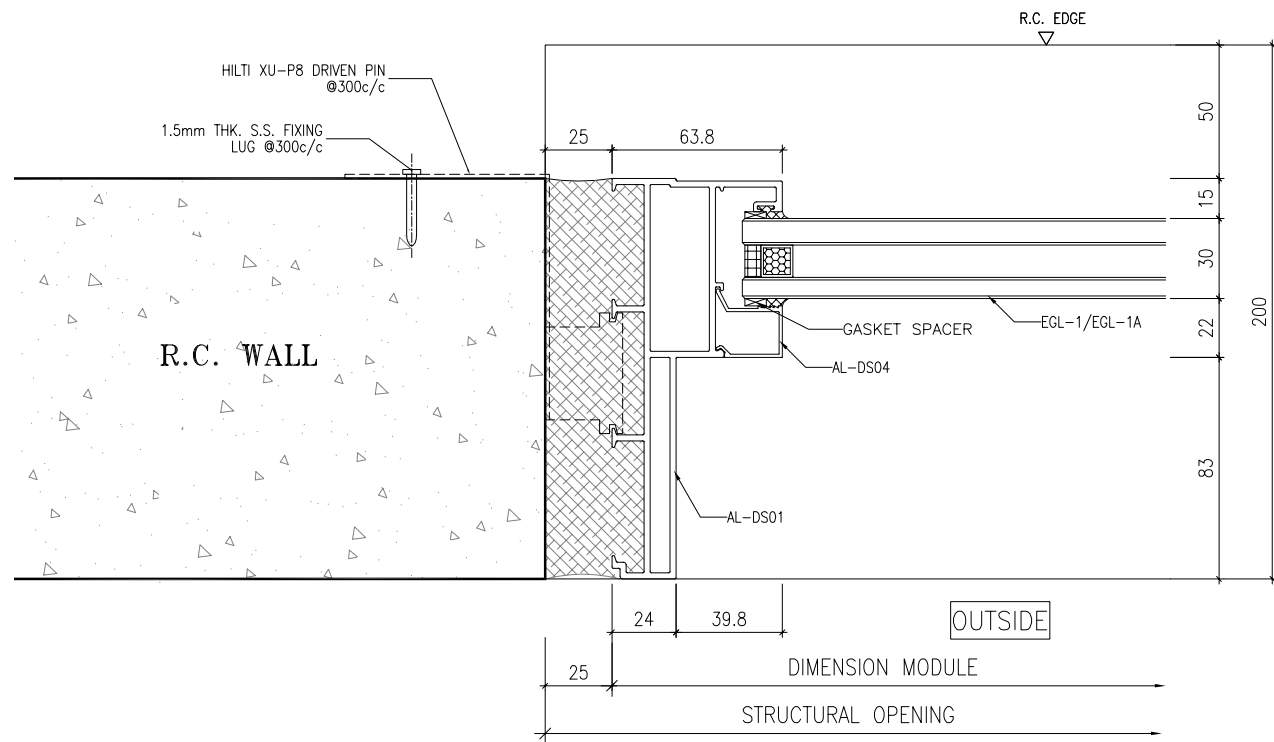 R.C. EDGE
HILTI XU-P8 DRIVEN PIN
@300c/c
1.5mm THK. S.S. FIXING
LUG @300c/c
25
63.8
50
15
30
22
83
200
R.C. WALL
GASKET SPACER
EGL-1/EGL-1A
AL-DS04
AL-DS01
24
39.8
OUTSIDE
25
DIMENSION MODULE
STRUCTURAL OPENING